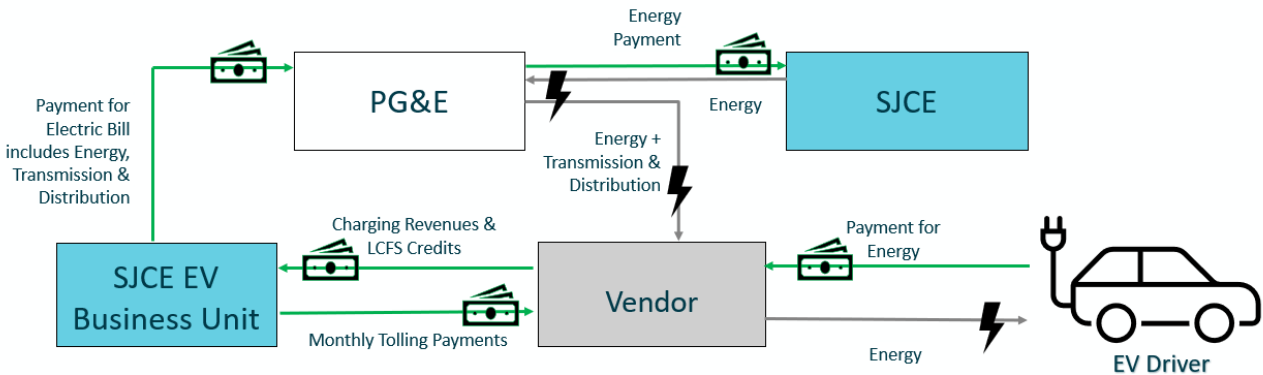 Energy
Payment
PG&E
SJCE
Energy
Payment for
Electric Bill
includes Energy,
Transmission &
Distribution
Energy +
Transmission &
Distribution
Charging Revenues &
LCFS Credits
Payment for
Energy
SJCE EV
Business Unit
Vendor
Monthly Tolling Payments
Energy
EV Driver